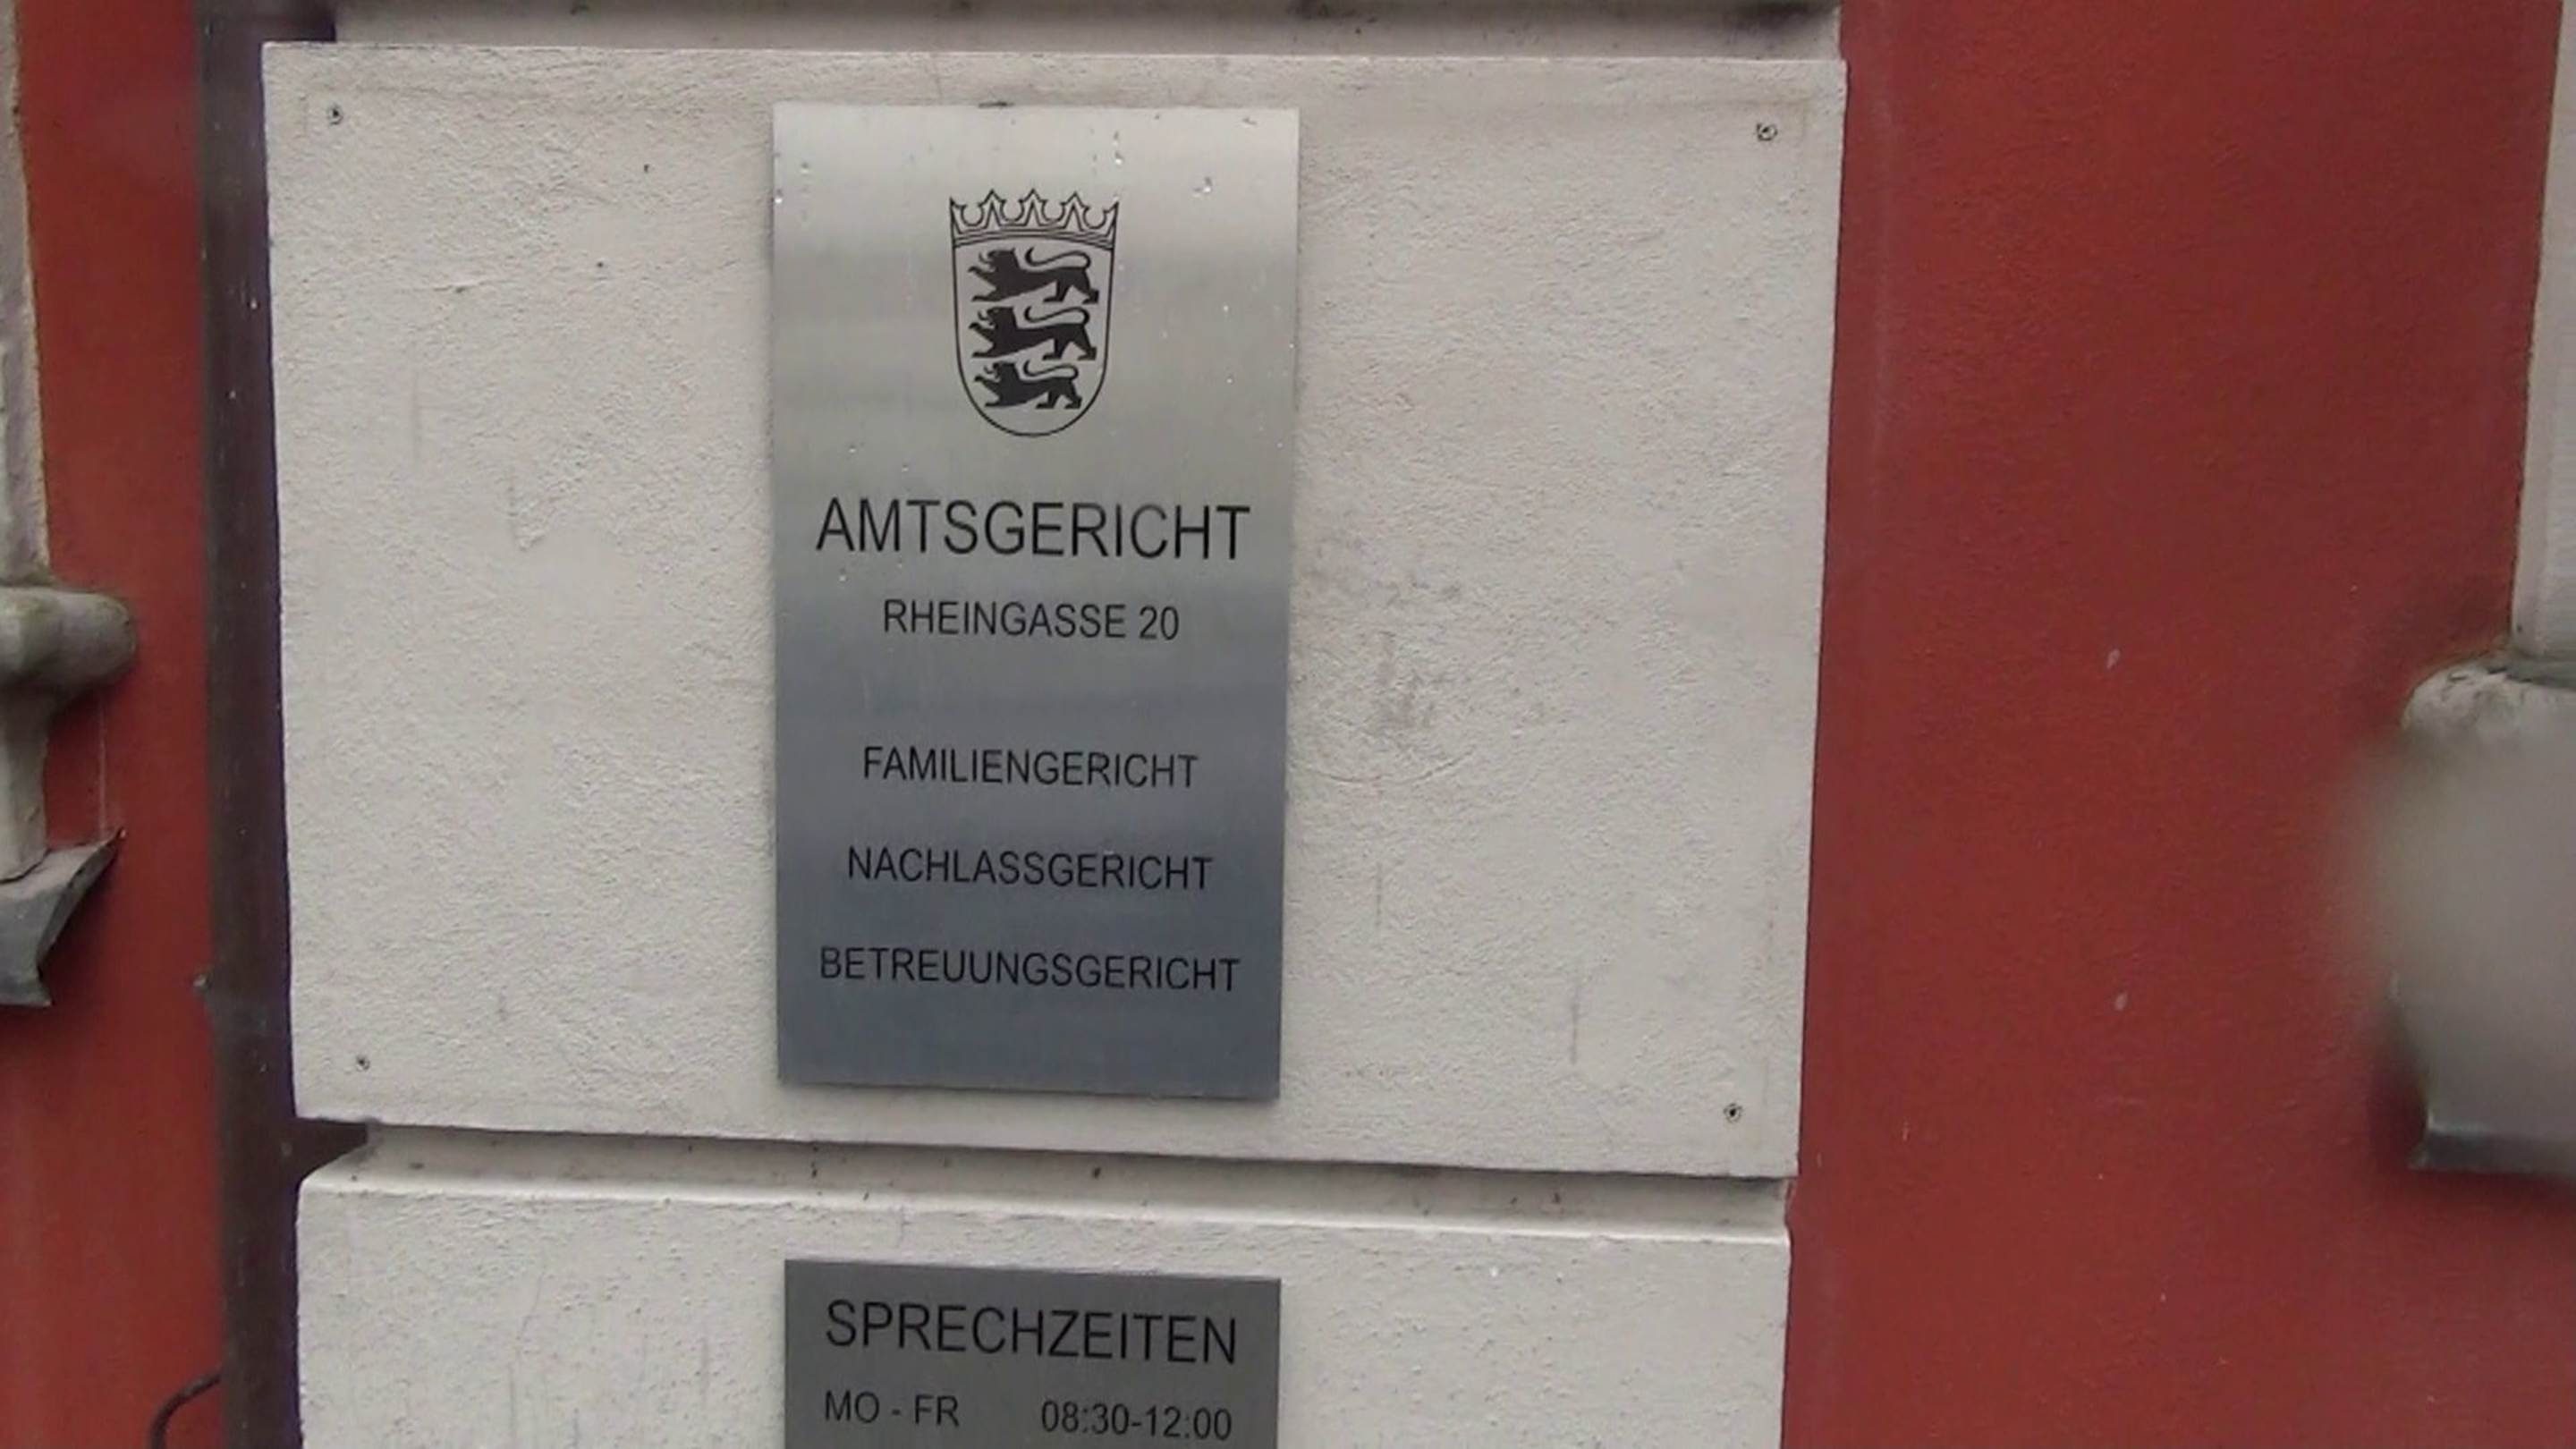 AMTSGERICHT
RHEINGASSE 20
FAMILIENGERICHT
NACHLASSGERICHT
BETREUUNGSGERICHT
SPRECHZEITEN
MO - FR 08:30-12:00